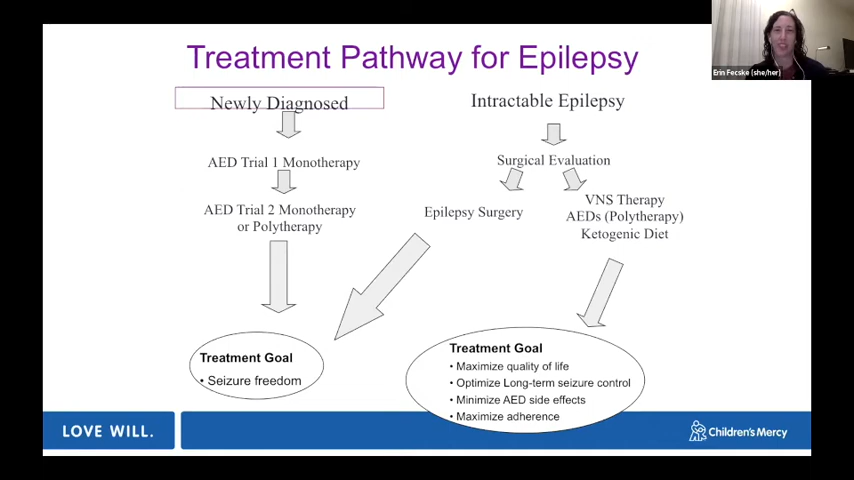 Treatment Pathway for Epilepsy
Erin Fecske (she/her)
Newly Diagnosed
AED Trial 1 Monotherapy
AED Trial 2 Monotherapy
or Polytherapy
Intractable Epilepsy
Surgical Evaluation
Epilepsy Surgery
VNS Therapy
AEDs (Polytherapy)
Ketogenic Diet
Treatment Goal
• Seizure freedom
Treatment Goal
• Maximize quality of life
• Optimize Long-term seizure control
• Minimize AED side effects
• Maximize adherence
LOVE WILL.
Children's Mercy